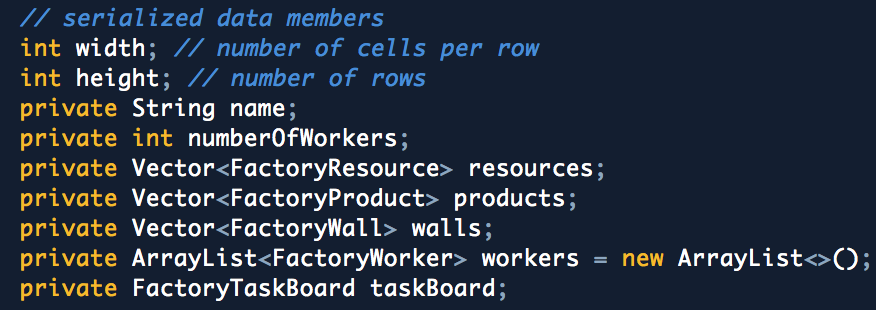 // serialized data members
int width; // number of cells per row
int height; // number of rows
private String name;
private int numberOfWorkers;
private Vector<FactoryResource> resources;
private Vector<FactoryProduct> products;
private Vector<FactoryWall> walls;
private ArrayList<FactoryWorker> workers = new ArrayList<>();
private FactoryTaskBoard taskBoard;